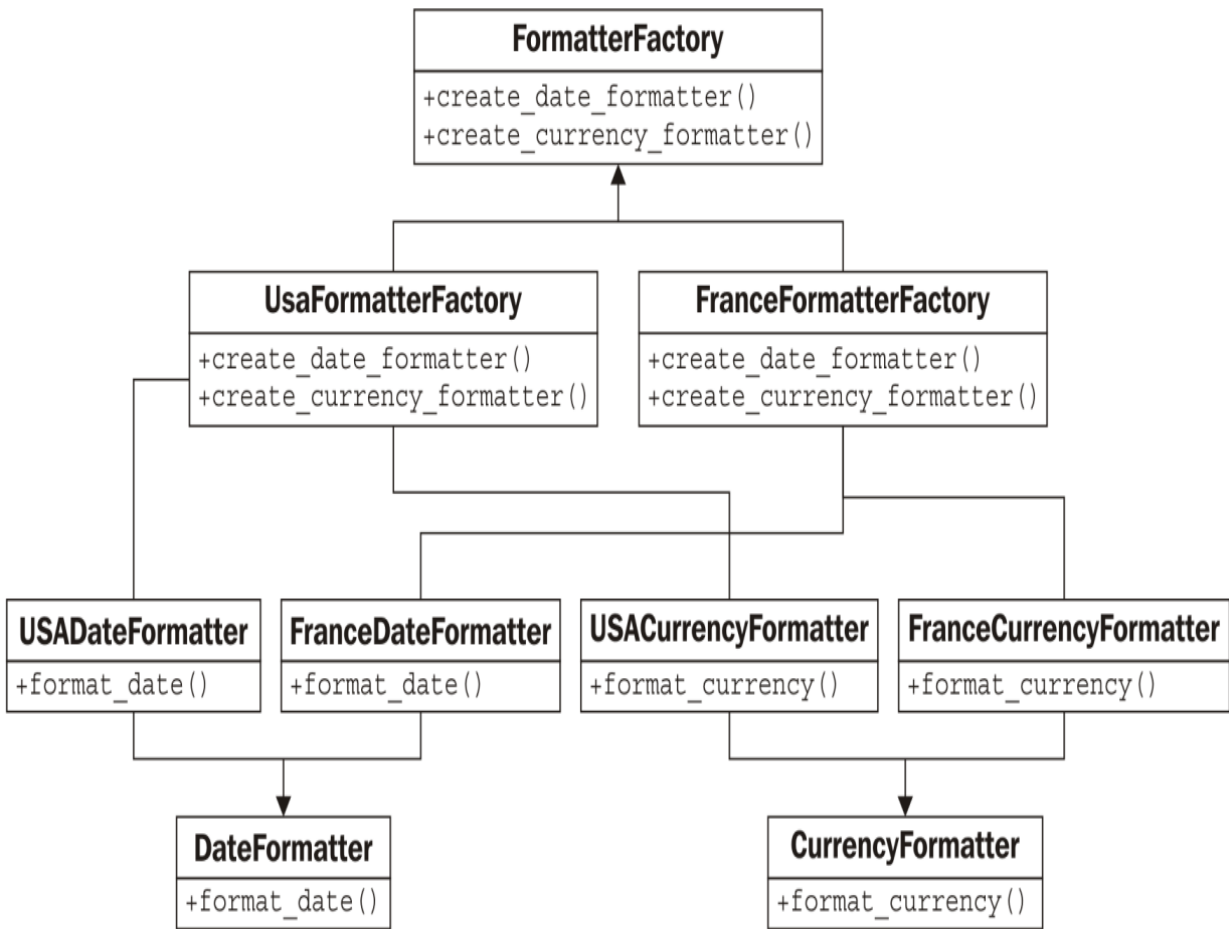 FormatterFactory
+create_date_formatter()
+create_currency_formatter()
UsaFormatterFactory
+create_date_formatter()
+create_currency_formatter()
FranceFormatterFactory
+create_date_formatter()
+create_currency_formatter()
USADateFormatter
+format_date()
FranceDateFormatter
+format_date()
USACurrencyFormatter
+format_currency()
FranceCurrencyFormatter
+format_currency()
DateFormatter
+format_date()
CurrencyFormatter
+format_currency()